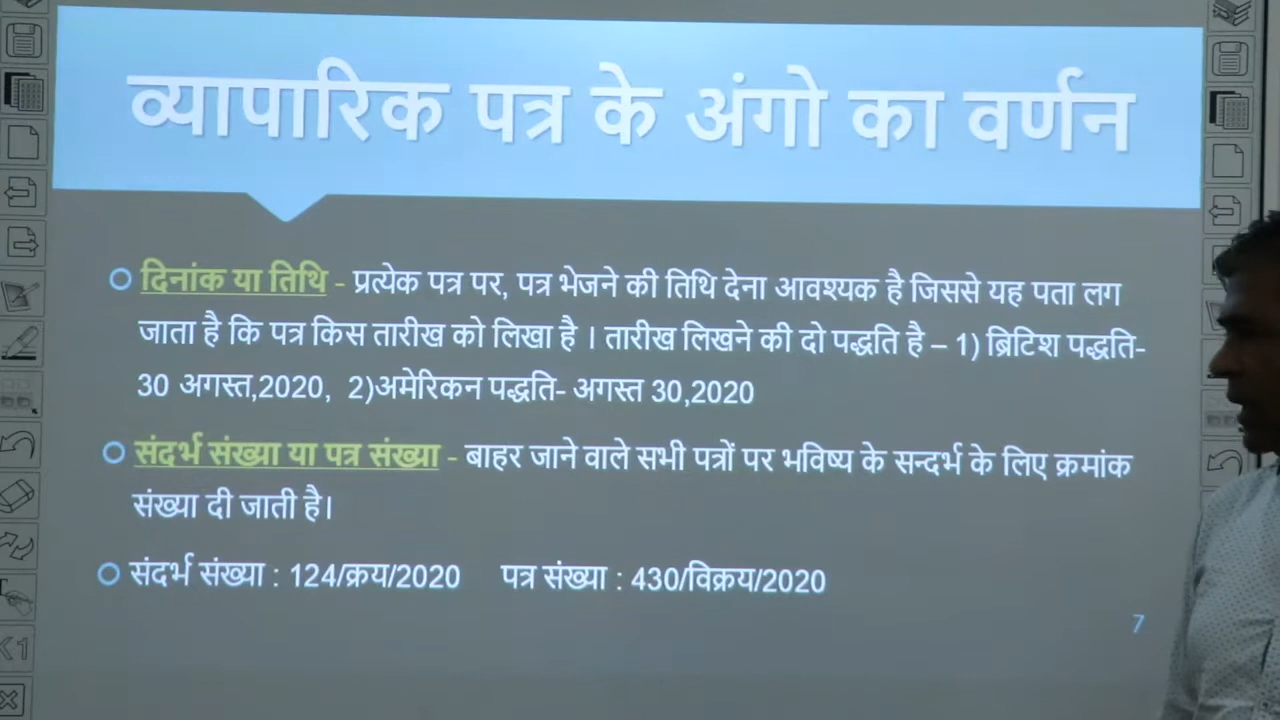 व्यापारिक पत्र के अंगो का वर्णन
दिनांक या तिथि - प्रत्येक पत्र पर, पत्र भेजने की तिथि देना आवश्यक है जिससे यह पता लग
जाता है कि पत्र किस तारीख को लिखा है । तारीख लिखने की दो पद्धति है – 1) ब्रिटिश पद्धति-
30 अगस्त,2020, 2)अमेरिकन पद्धति- अगस्त 30,2020
संदर्भ संख्या या पत्र संख्या - बाहर जाने वाले सभी पत्रों पर भविष्य के सन्दर्भ के लिए क्रमांक
संख्या दी जाती है।
संदर्भ संख्या : 124/क्रय/2020 पत्र संख्या : 430/विक्रय/2020
7